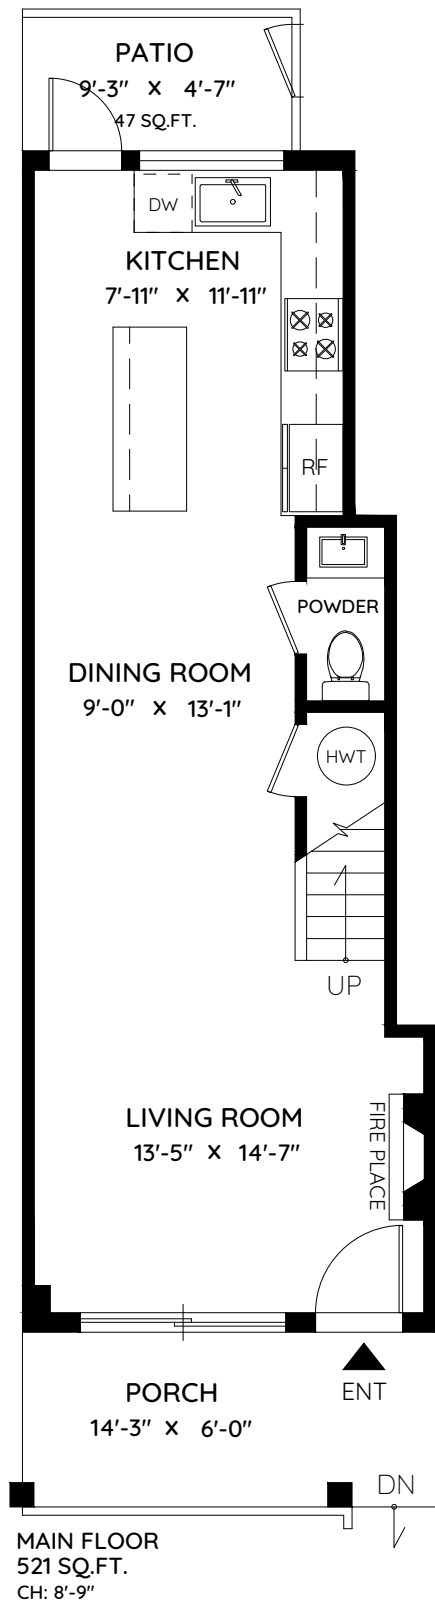 PATIO
9'-3" X 4'-7"
47 SQ.FT.
DW
KITCHEN
7'-11" X 11'-11"
RF
POWDER
DINING ROOM
9'-0" X 13'-1"
HWT
UP
LIVING ROOM
13'-5" X 14'-7"
FIRE PLACE
PORCH
14'-3" X 6'-0"
ENT
DN
MAIN FLOOR
521 SQ.FT.
CH: 8'-9"